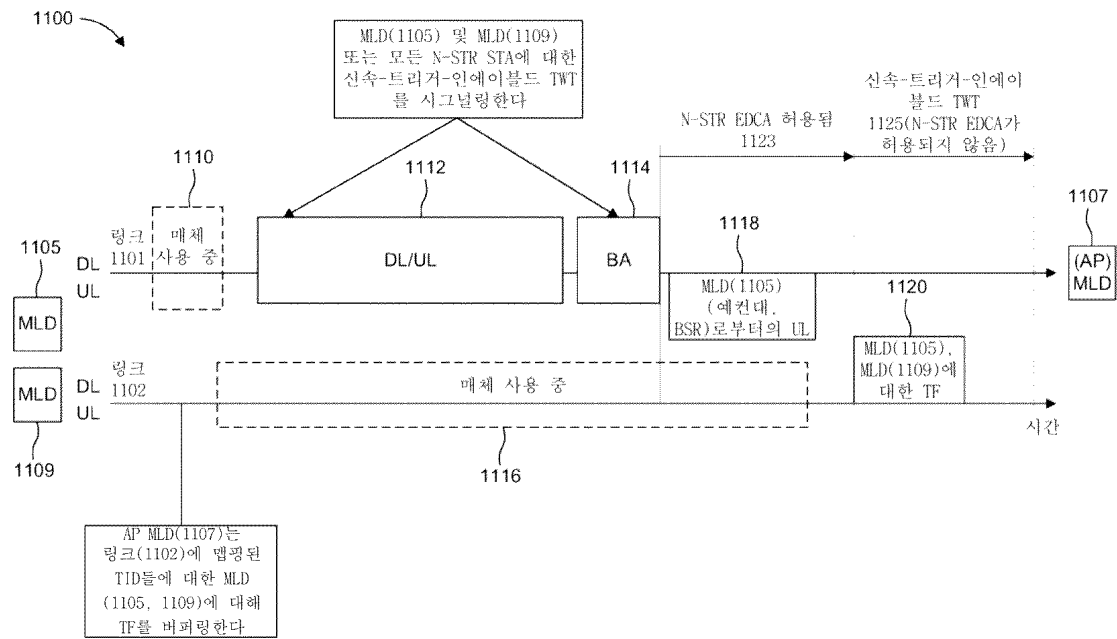 1100
MLD(1105) 및 MLD(1109)
또는 모든 N-STR STA에 대한
신속-트리거-인에이블드 TWT
를 시그널링한다
N-STR EDCA 허용됨
1123
신속-트리거-인에이
블드 TWT
1125(N-STR EDCA가
허용되지 않음)
1110
1112
1114
1107
1105
DL
UL
링크
1101
매체
사용 중
DL/UL
BA
1118
(AP)
MLD
MLD
MLD(1105)
(예컨대,
BSR)로부터의 UL
1120
MLD
DL
UL
링크
1102
매체 사용 중
MLD(1105),
MLD(1109)에
대한 TF
시간
1109
1116
AP MLD(1107)는
링크(1102)에 맵핑된
TID들에 대한 MLD
(1105, 1109)에 대해
TF를 버퍼링한다